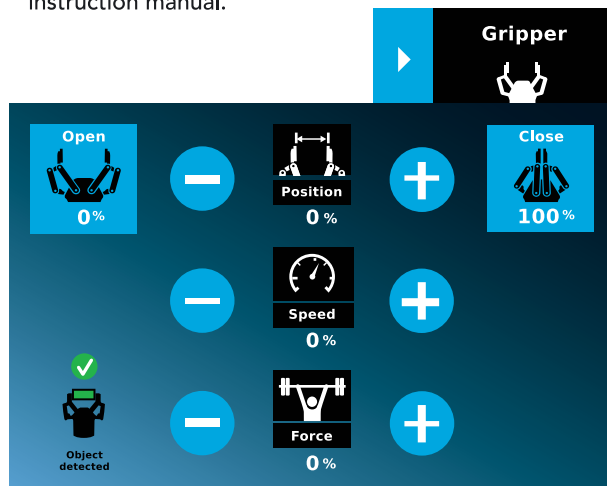 instruction manual.
Gripper
Open
0%
Position
0 %
Close
100%
Speed
0 %
Object
detected
Force
0 %